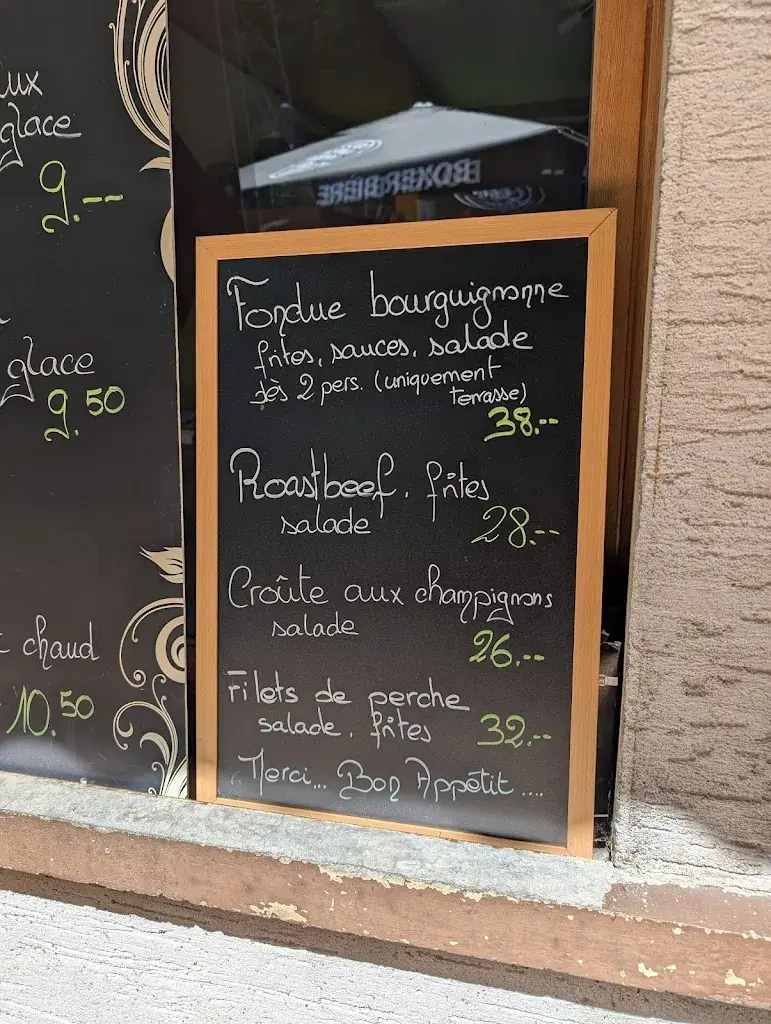 ux
glace
9.--
glace
9.50
chaud
10.50
BOXER BIÈRE
Fondue bourguignonne
frites, sauces, salade
dès 2 pers. (uniquement
terrasse)
38.--
Roastbeef, frites
salade
28.--
Croûte aux champignons
salade
26.--
Filets de perche
salade, frites
32.--
Merci... Bon Appétit....